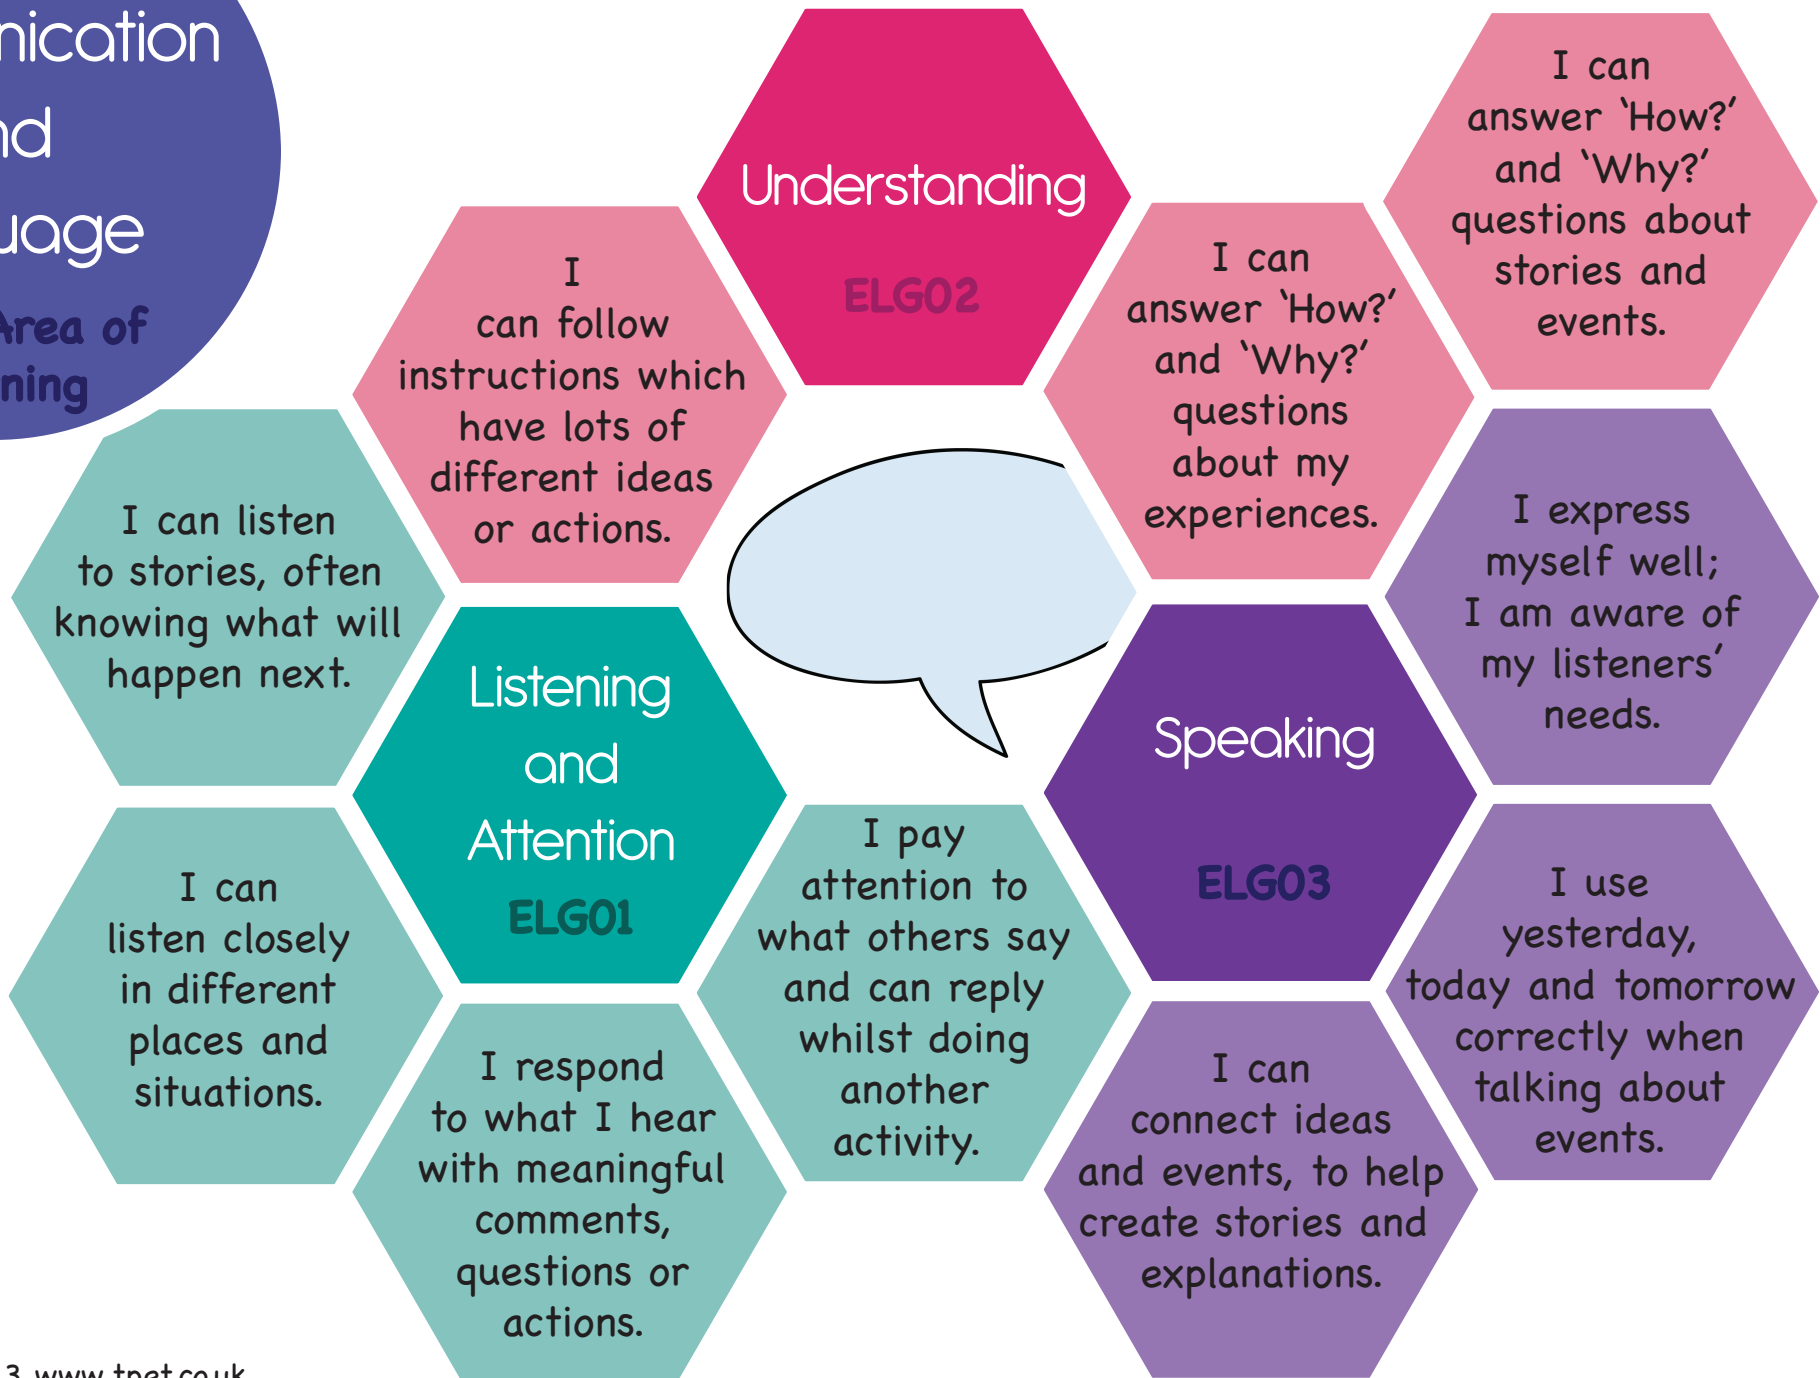 nication
nd
uage
Area of
ning
Understanding
ELG02
I
can follow
instructions which
have lots of
different ideas
or actions.
I can
answer ‘How?’
and ‘Why?’
questions
about my
experiences.
I can
answer ‘How?’
and ‘Why?’
questions about
stories and
events.
I can listen
to stories, often
knowing what will
happen next.
Listening
and
Attention
ELG01
I can
listen closely
in different
places and
situations.
I respond
to what I hear
with meaningful
comments,
questions or
actions.
I pay
attention to
what others say
and can reply
whilst doing
another
activity.
Speaking
ELG03
I express
myself well;
I am aware of
my listeners’
needs.
I use
yesterday,
today and tomorrow
correctly when
talking about
events.
I can
connect ideas
and events, to help
create stories and
explanations.
3 www.tpet.co.uk